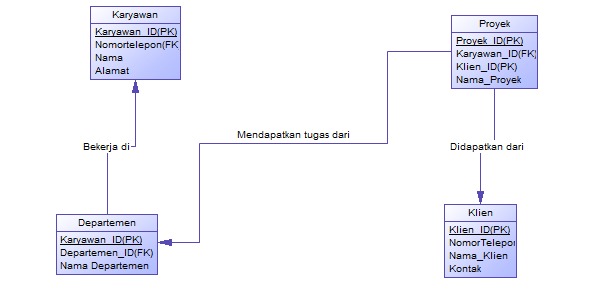 Karyawan
Karyawan_ID(PK)
Nomortelepon(FK
Nama
Alamat
Proyek
Proyek_ID(PK)
Karyawan_ID(FK)
Klien_ID(PK)
Nama_Proyek
Mendapatkan tugas dari
Bekerja di
Didapatkan dari
Departemen
Karyawan_ID(PK)
Departemen_ID(FK)
Nama Departemen
Klien
Klien_ID(PK)
NomorTelepon
Nama_Klien
Kontak